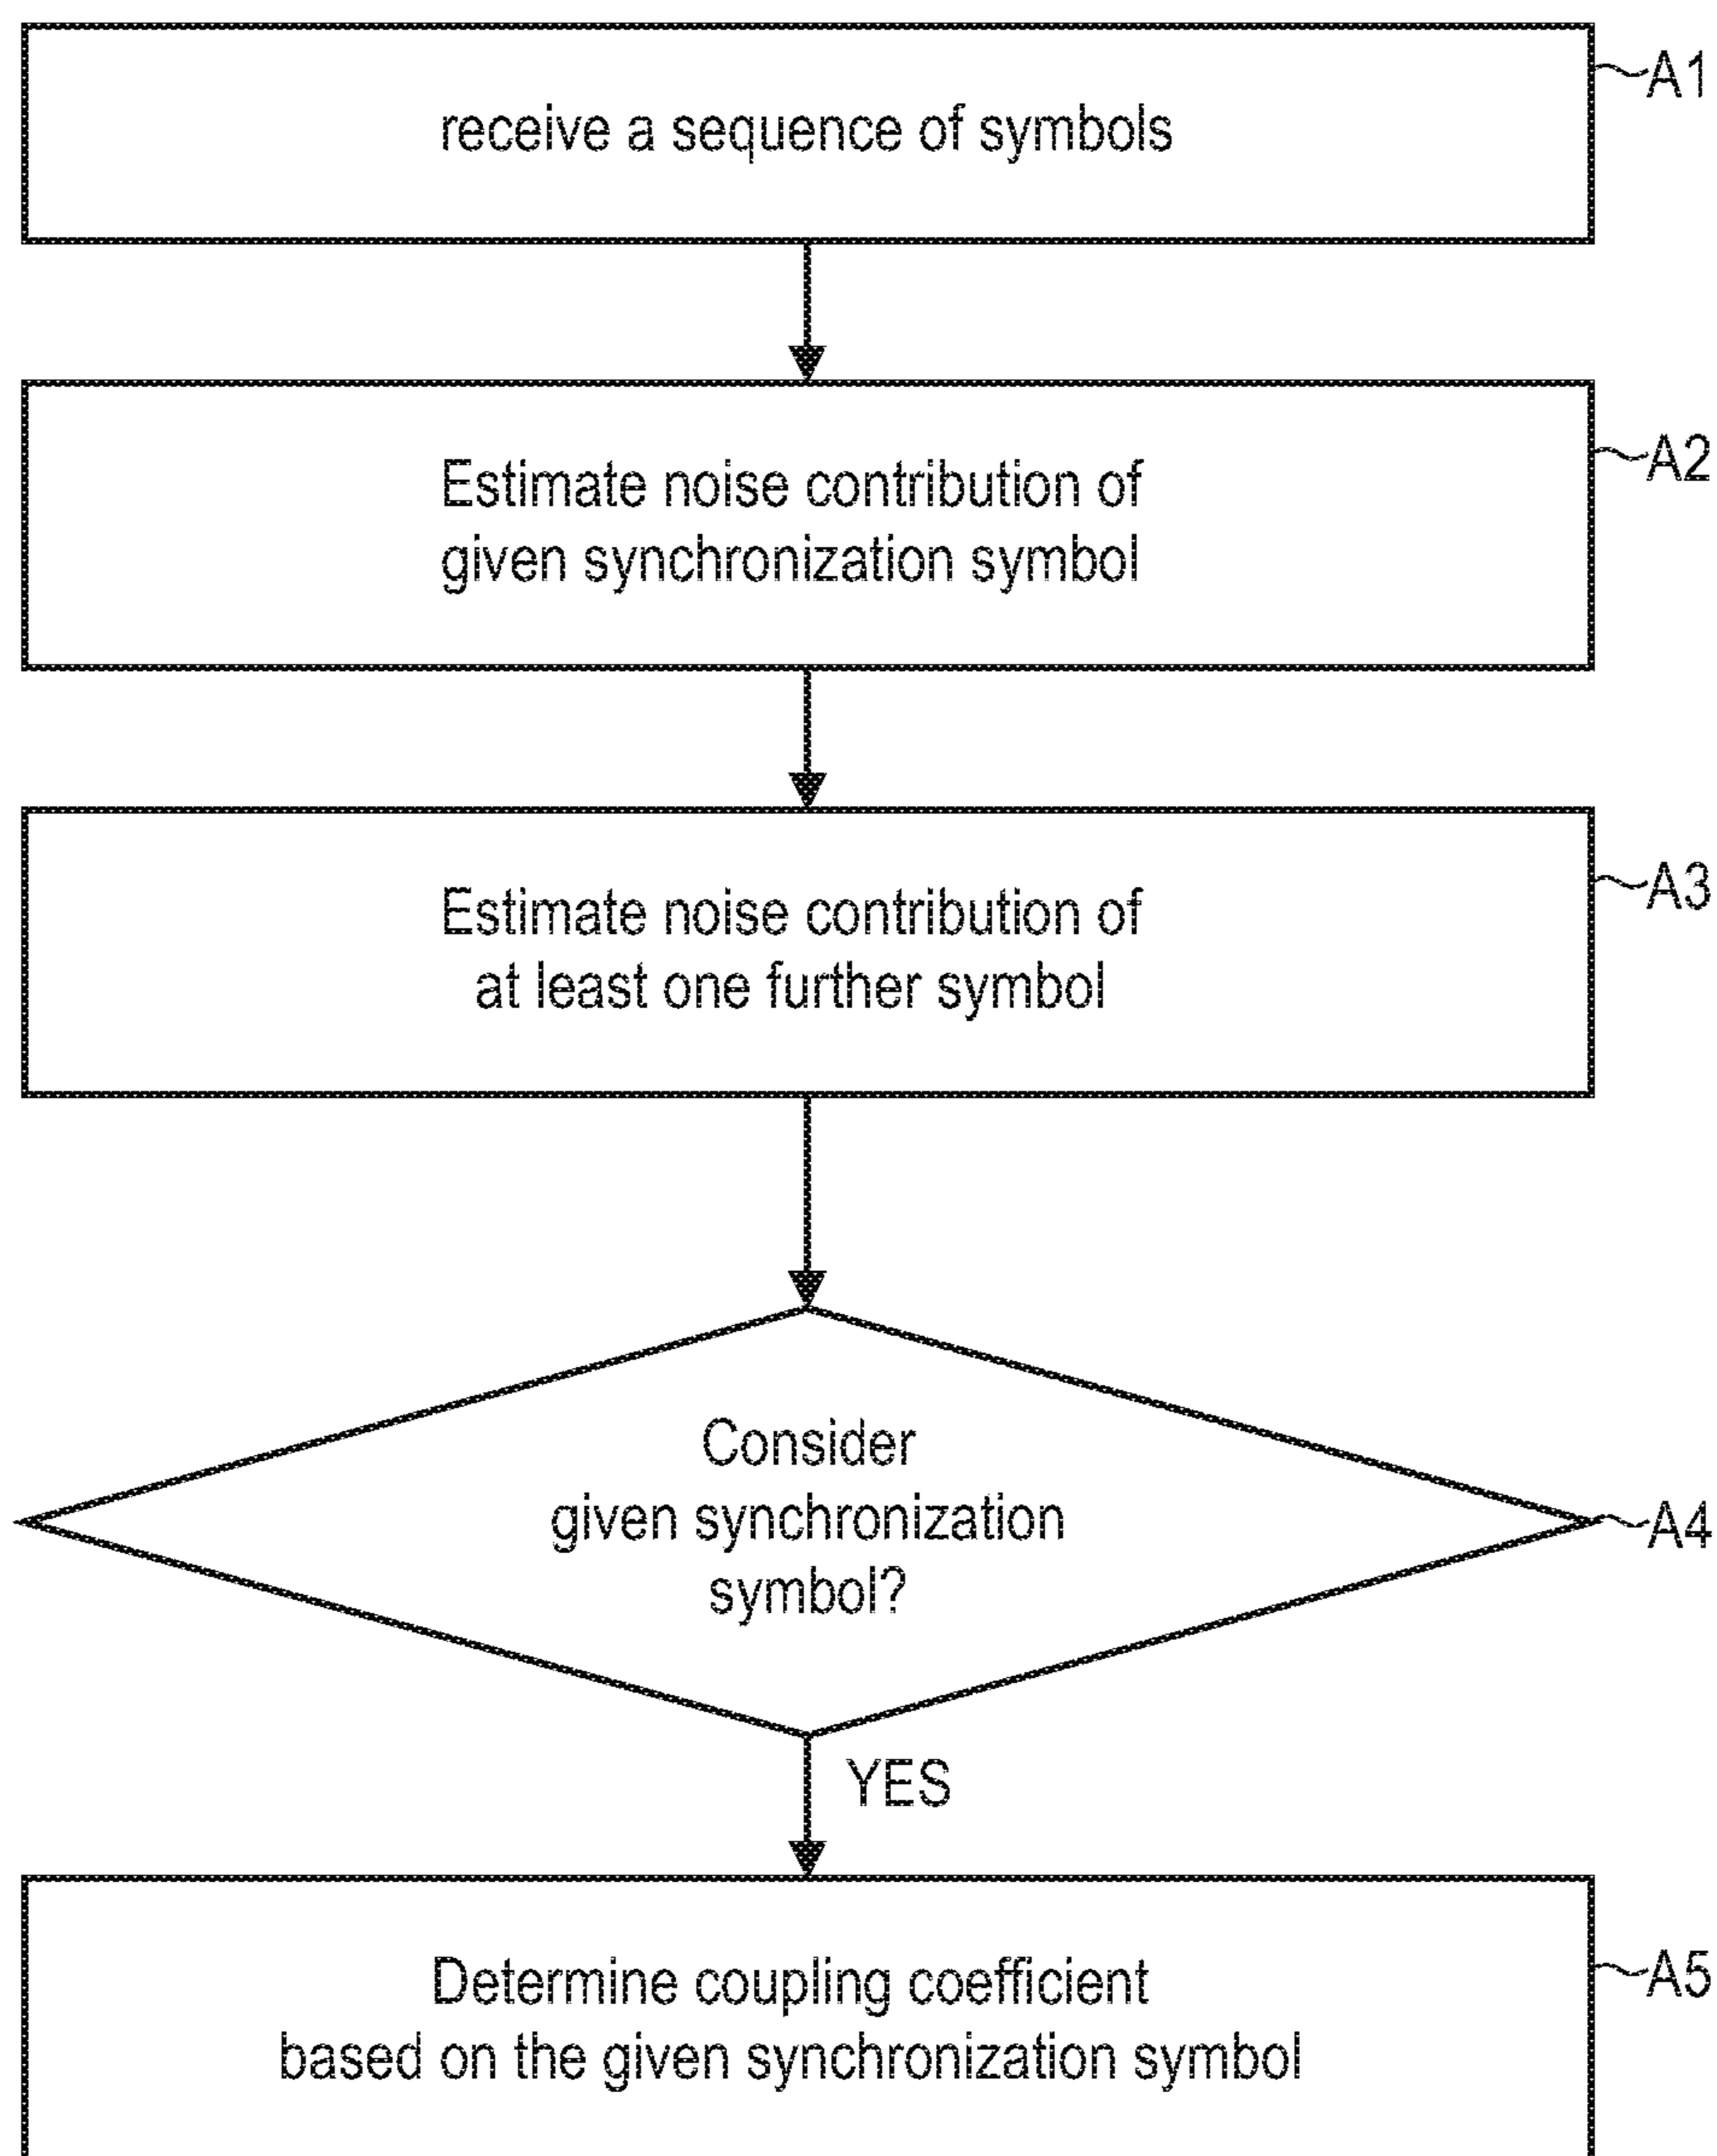 receive a sequence of symbols
A1
Estimate noise contribution of
given synchronization symbol
A2
Estimate noise contribution of
at least one further symbol
A3
Consider
given synchronization
symbol?
A4
YES
Determine coupling coefficient
based on the given synchronization symbol
A5